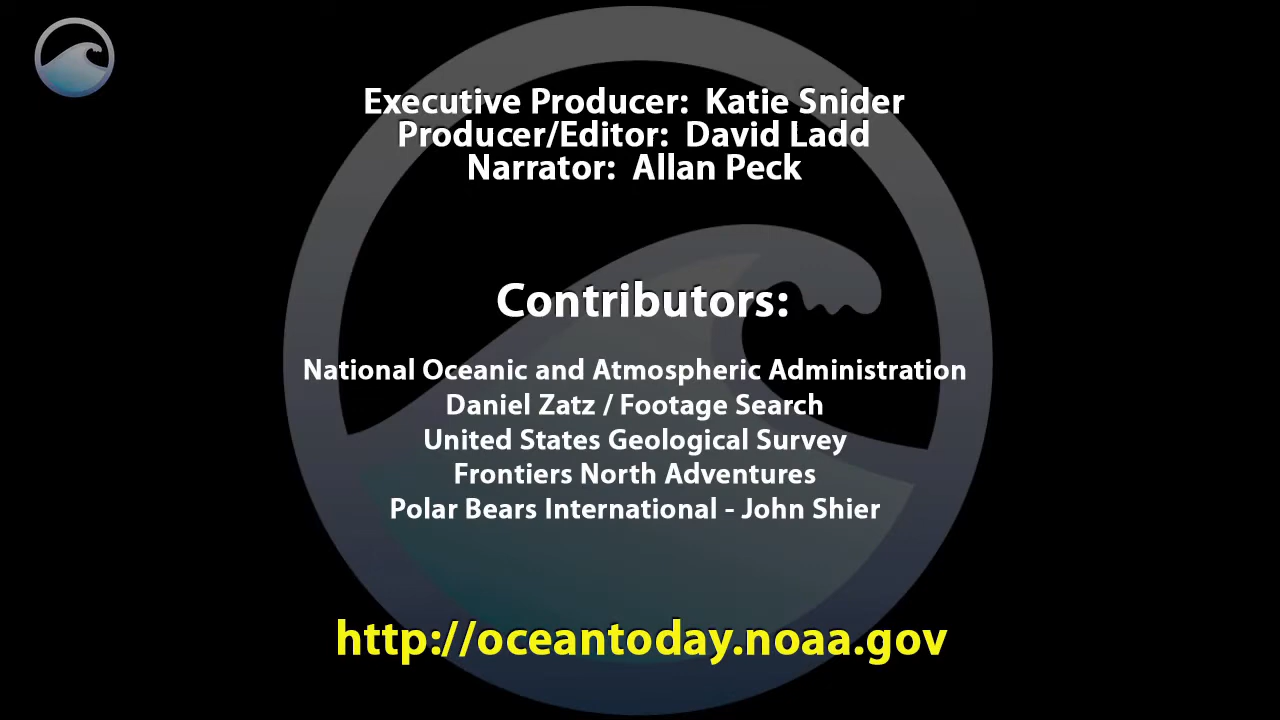 Executive Producer: Katie Snider
Producer/Editor: David Ladd
Narrator: Allan Peck
Contributors:
National Oceanic and Atmospheric Administration
Daniel Zatz / Footage Search
United States Geological Survey
Frontiers North Adventures
Polar Bears International - John Shier
http://oceantoday.noaa.gov